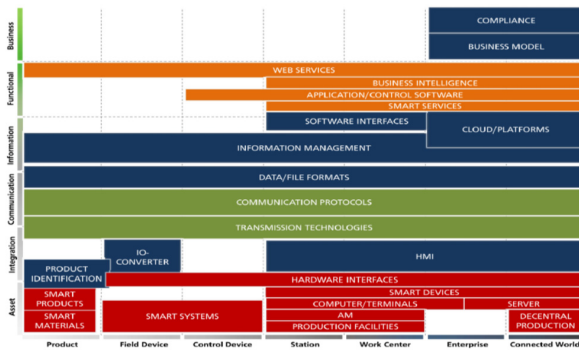 Business
COMPLIANCE
BUSINESS MODEL
Functional
WEB SERVICES
BUSINESS INTELLIGENCE
APPLICATION/CONTROL SOFTWARE
SMART SERVICES
Information
SOFTWARE INTERFACES
CLOUD/PLATFORMS
INFORMATION MANAGEMENT
Communication
DATA/FILE FORMATS
COMMUNICATION PROTOCOLS
TRANSMISSION TECHNOLOGIES
Integration
IO-
CONVERTER
HMI
PRODUCT
IDENTIFICATION
HARDWARE INTERFACES
Asset
SMART
PRODUCTS
SMART DEVICES
COMPUTER/TERMINALS
SERVER
SMART
MATERIALS
SMART SYSTEMS
AM
PRODUCTION FACILITIES
DECENTRAL
PRODUCTION
Product
Field Device
Control Device
Station
Work Center
Enterprise
Connected World